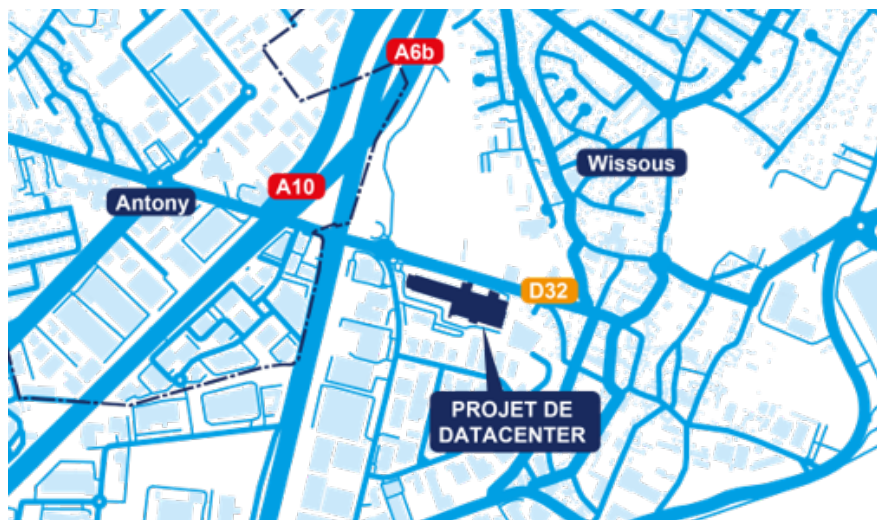 A6b
Wissous
A10
Antony
D32
PROJET DE
DATACENTER